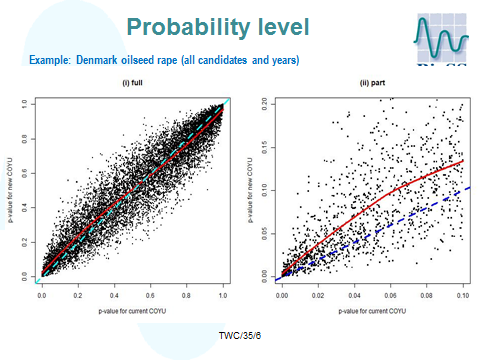 Probability level
Example: Denmark oilseed rape (all candidates and years)
(i) full
p-value for new COYU
0.0 0.2 0.4 0.6 0.8 1.0
0.0 0.2 0.4 0.6 0.8 1.0
p-value for current COYU
(ii) part
p-value for new COYU
0.00 0.05 0.10 0.15 0.20
0.00 0.02 0.04 0.06 0.08 0.10
p-value for current COYU
TWC/35/6